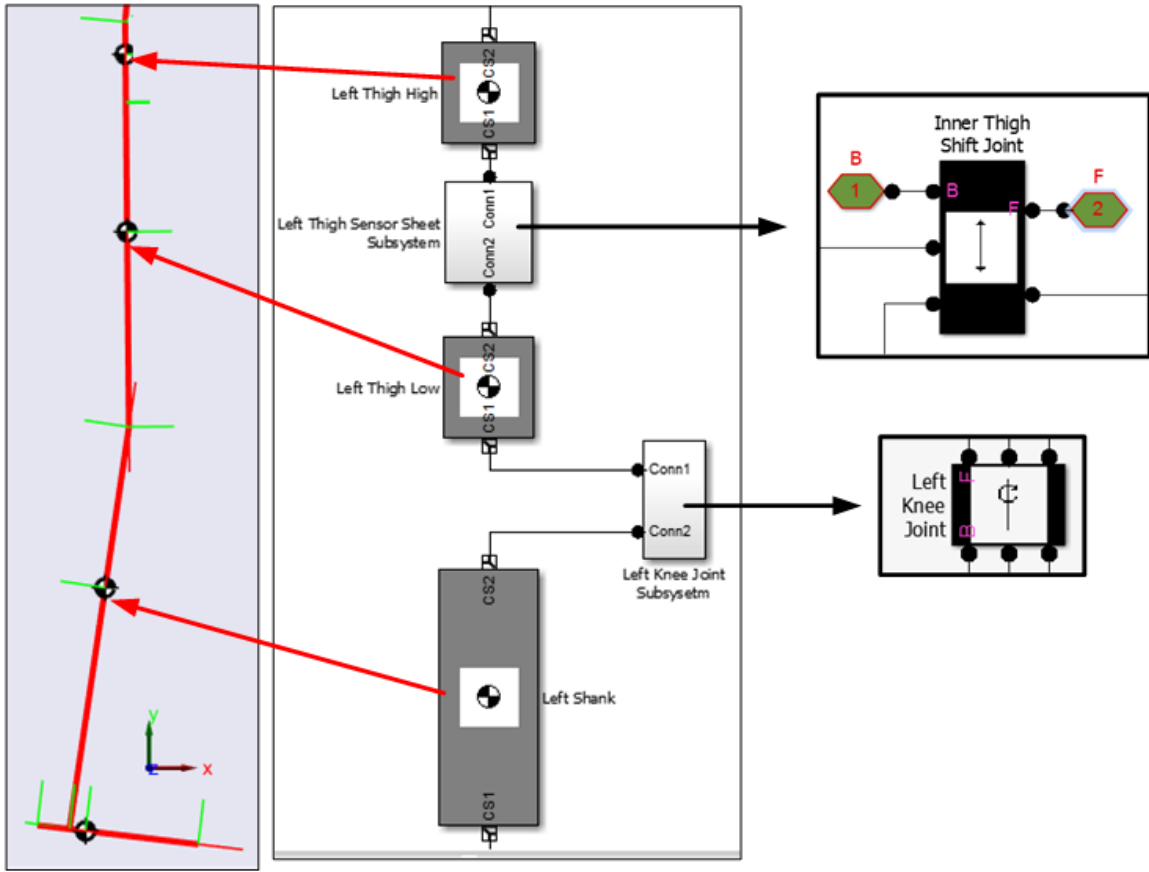 y
z
x
CS2
Left Thigh High
CS1
Conn1
Left Thigh Sensor Sheet
Subsystem
Conn2
CS2
Left Thigh Low
CS1
Conn1
Conn2
Left Knee Joint
Subsysetm
CS2
Left Shank
CS1
Inner Thigh
Shift Joint
B
F
1
B
F
2
Left
Knee
Joint
F
B